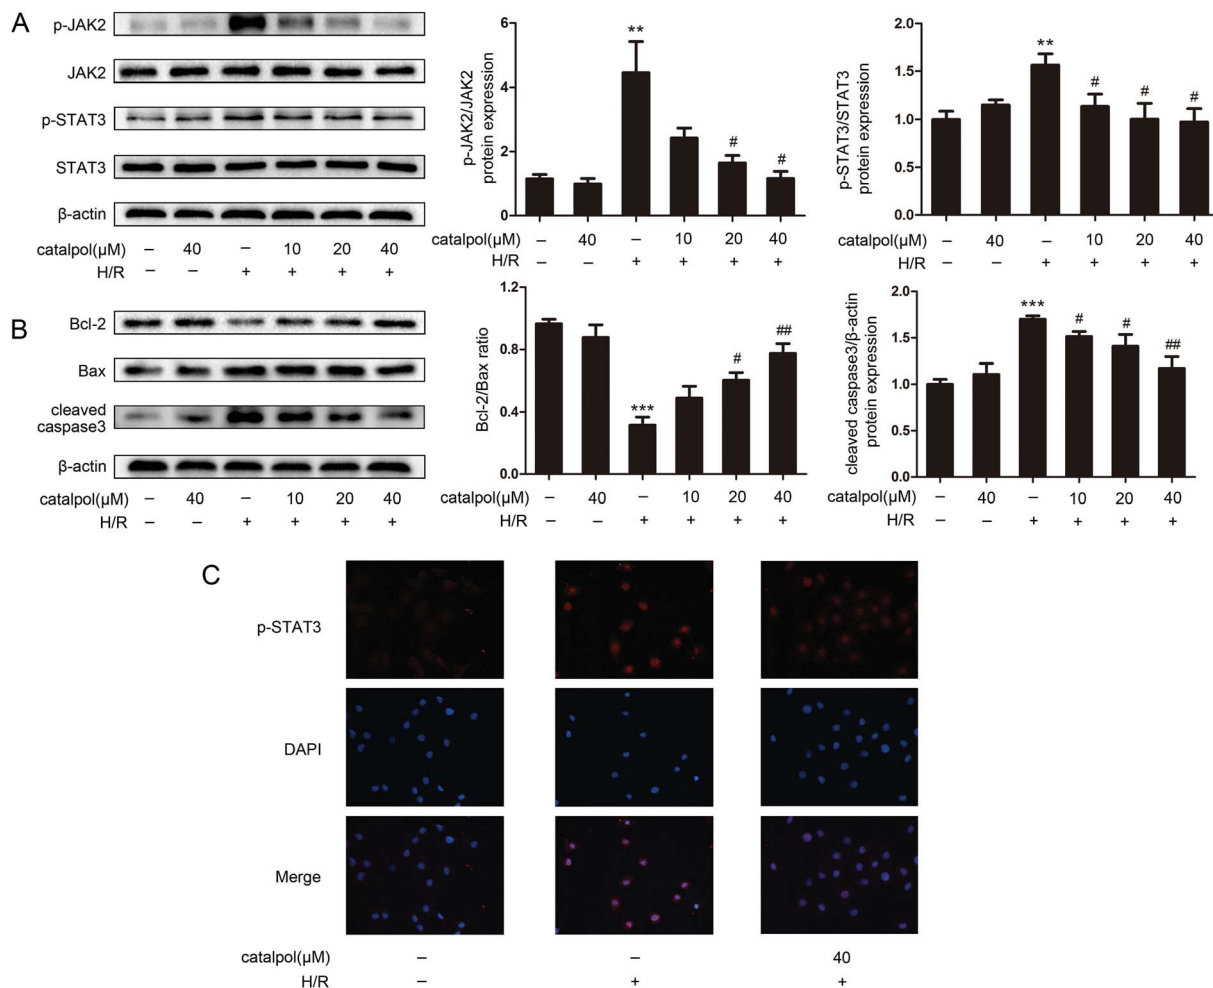 A
p-JAK2
JAK2
p-STAT3
STAT3
β-actin
catalpol(μM) – 40 – 10 20 40
H/R – – + + + +
p-JAK2/JAK2
protein expression
6
4
2
0
**
#
#
– 40 – 10 20 40
H/R – – + + + +
p-STAT3/STAT3
protein expression
2.0
1.5
1.0
0.5
0.0
**
#
#
#
– 40 – 10 20 40
– – + + + +
B
Bcl-2
Bax
cleaved
caspase3
β-actin
catalpol(μM) – 40 – 10 20 40
H/R – – + + + +
Bcl-2/Bax ratio
1.2
0.8
0.4
0.0
***
#
##
catalpol(μM) – 40 – 10 20 40
H/R – – + + + +
cleaved caspase3/β-actin
protein expression
2.0
1.5
1.0
0.5
0.0
***
#
#
##
catalpol(μM) – 40 – 10 20 40
H/R – – + + + +
C
p-STAT3
DAPI
Merge
catalpol(μM) – – 40
H/R – + +